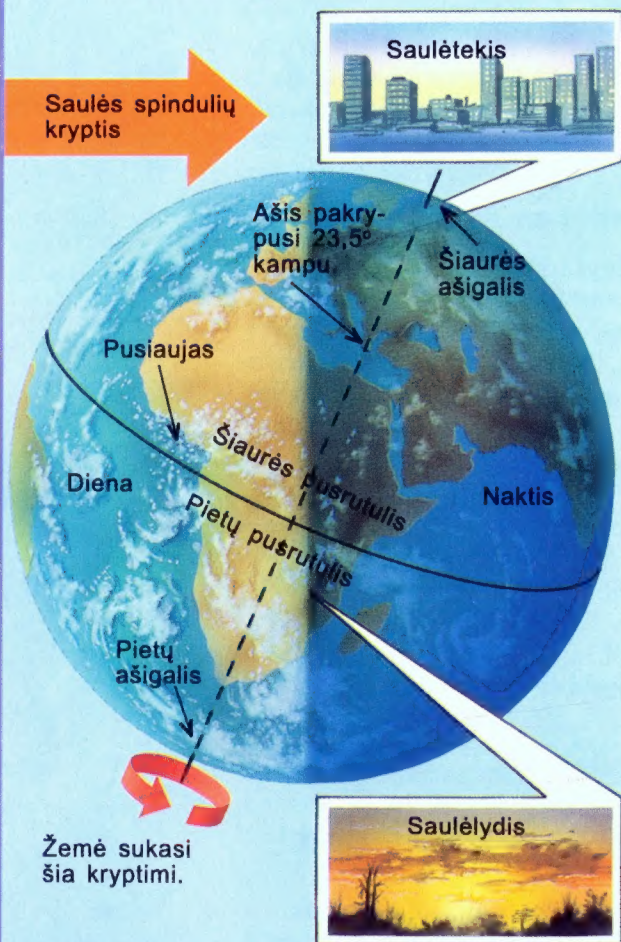 Saulėtekis
Saulės spindulių
kryptis
Ašis pakry-
pusi 23,5°
kampu.
Šiaurės
ašigalis
Pusiaujas
Šiaurės pusrutulis
Diena
Naktis
Pietų pusrutulis
Pietų
ašigalis
Žemė sukasi
šia kryptimi.
Saulėlydis